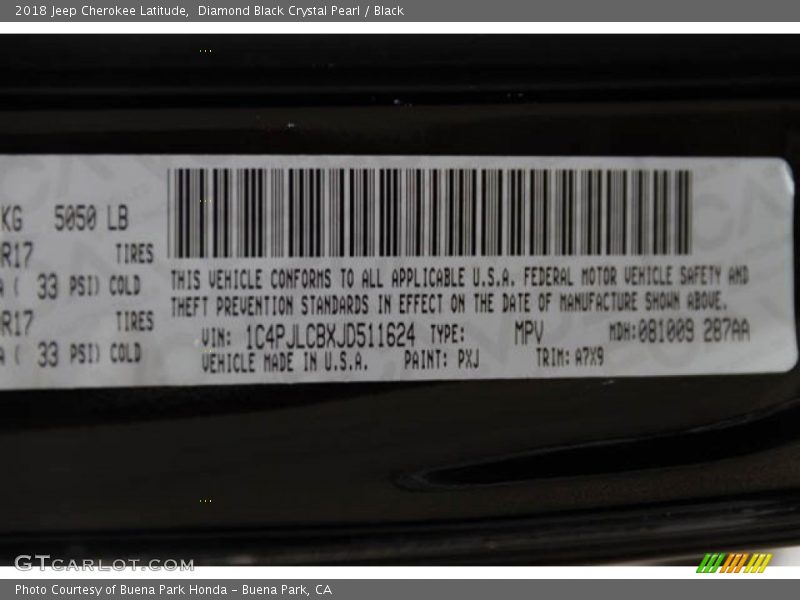 2018 Jeep Cherokee Latitude, Diamond Black Crystal Pearl / Black
KG 5050 LB
R17 TIRES
( 33 PSI) COLD
R17 TIRES
( 33 PSI) COLD
THIS VEHICLE CONFORMS TO ALL APPLICABLE U.S.A. FEDERAL MOTOR VEHICLE SAFETY AND
THEFT PREVENTION STANDARDS IN EFFECT ON THE DATE OF MANUFACTURE SHOWN ABOVE.
VIN: 1C4PJLCBXJD511624 TYPE: MPV MDH:081009 287AA
VEHICLE MADE IN U.S.A. PAINT: PXJ TRIM: A7X9
GTCARLOT.COM
Photo Courtesy of Buena Park Honda - Buena Park, CA